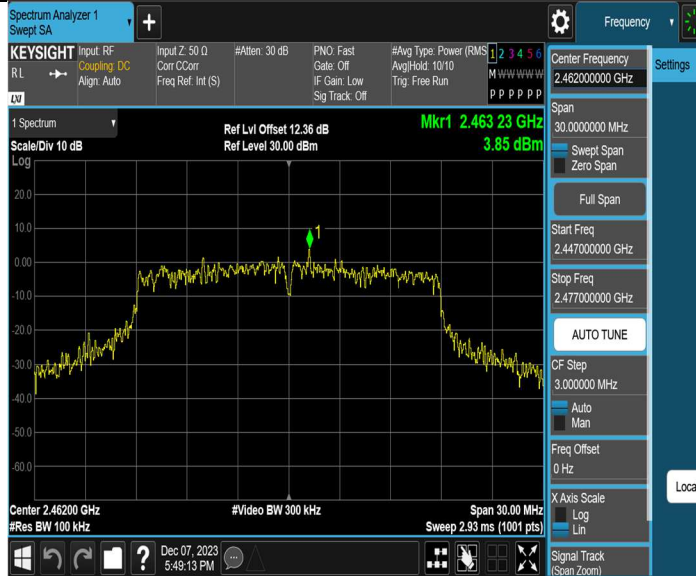 Spectrum Analyzer 1
Swept SA
+
Frequency
KEYSIGHT
RL
LXI
Input: RF
Coupling: DC
Align: Auto
Input Z: 50 Ω
Corr CCorr
Freq Ref: Int (S)
#Atten: 30 dB
PNO: Fast
Gate: Off
IF Gain: Low
Sig Track: Off
#Avg Type: Power (RMS
Avg|Hold: 10/10
Trig: Free Run
1 2 3 4 5 6
M W W W W W
P P P P P P
1 Spectrum
Scale/Div 10 dB
Log
Ref Lvl Offset 12.36 dB
Ref Level 30.00 dBm
Mkr1 2.463 23 GHz
3.85 dBm
20.0
10.0
0.00
-10.0
-20.0
-30.0
-40.0
-50.0
-60.0
1
Center 2.46200 GHz
#Res BW 100 kHz
#Video BW 300 kHz
Span 30.00 MHz
Sweep 2.93 ms (1001 pts)
Center Frequency
2.462000000 GHz
Span
30.0000000 MHz
Swept Span
Zero Span
Full Span
Start Freq
2.447000000 GHz
Stop Freq
2.477000000 GHz
AUTO TUNE
CF Step
3.000000 MHz
Auto
Man
Freq Offset
0 Hz
X Axis Scale
Log
Lin
Signal Track
(Span Zoom)
Settings
Loca
?
Dec 07, 2023
5:49:13 PM